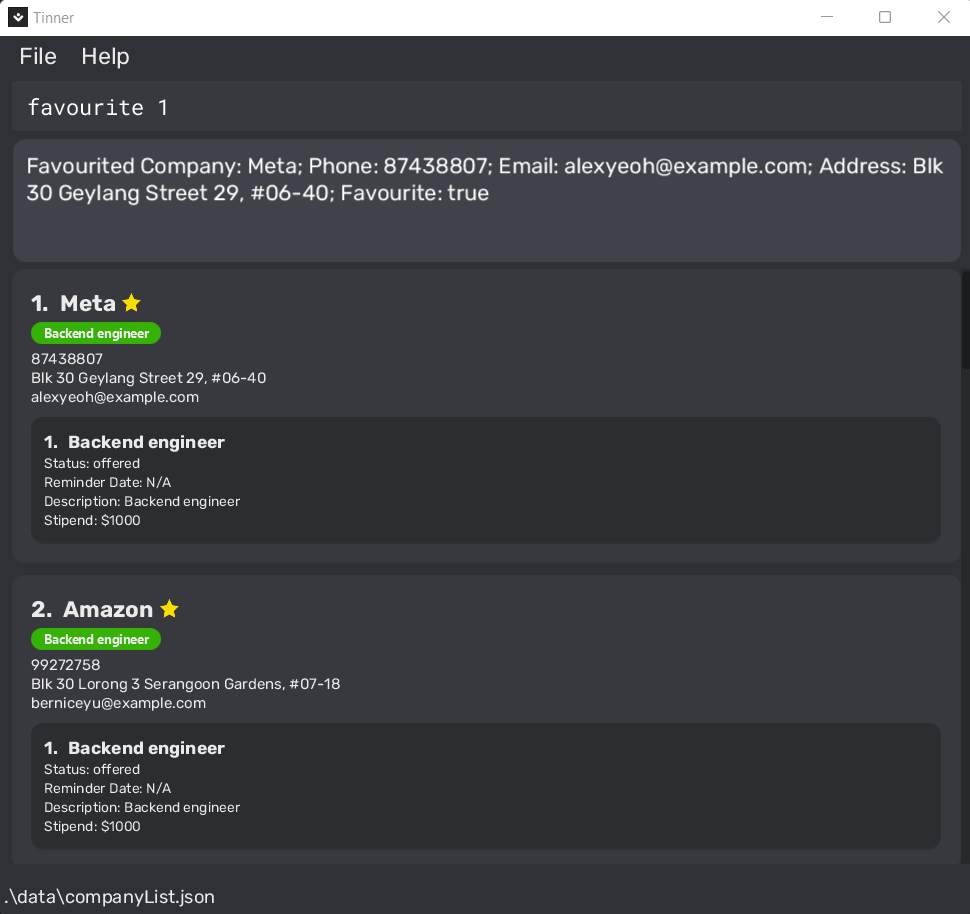 Tinner
File Help
favourite 1
Favourited Company: Meta; Phone: 87438807; Email: alexyeoh@example.com; Address: Blk
30 Geylang Street 29, #06-40; Favourite: true
1. Meta
Backend engineer
87438807
Blk 30 Geylang Street 29, #06-40
alexyeoh@example.com
1. Backend engineer
Status: offered
Reminder Date: N/A
Description: Backend engineer
Stipend: $1000
2. Amazon
Backend engineer
99272758
Blk 30 Lorong 3 Serangoon Gardens, #07-18
berniceyu@example.com
1. Backend engineer
Status: offered
Reminder Date: N/A
Description: Backend engineer
Stipend: $1000
.\data\companyList.json